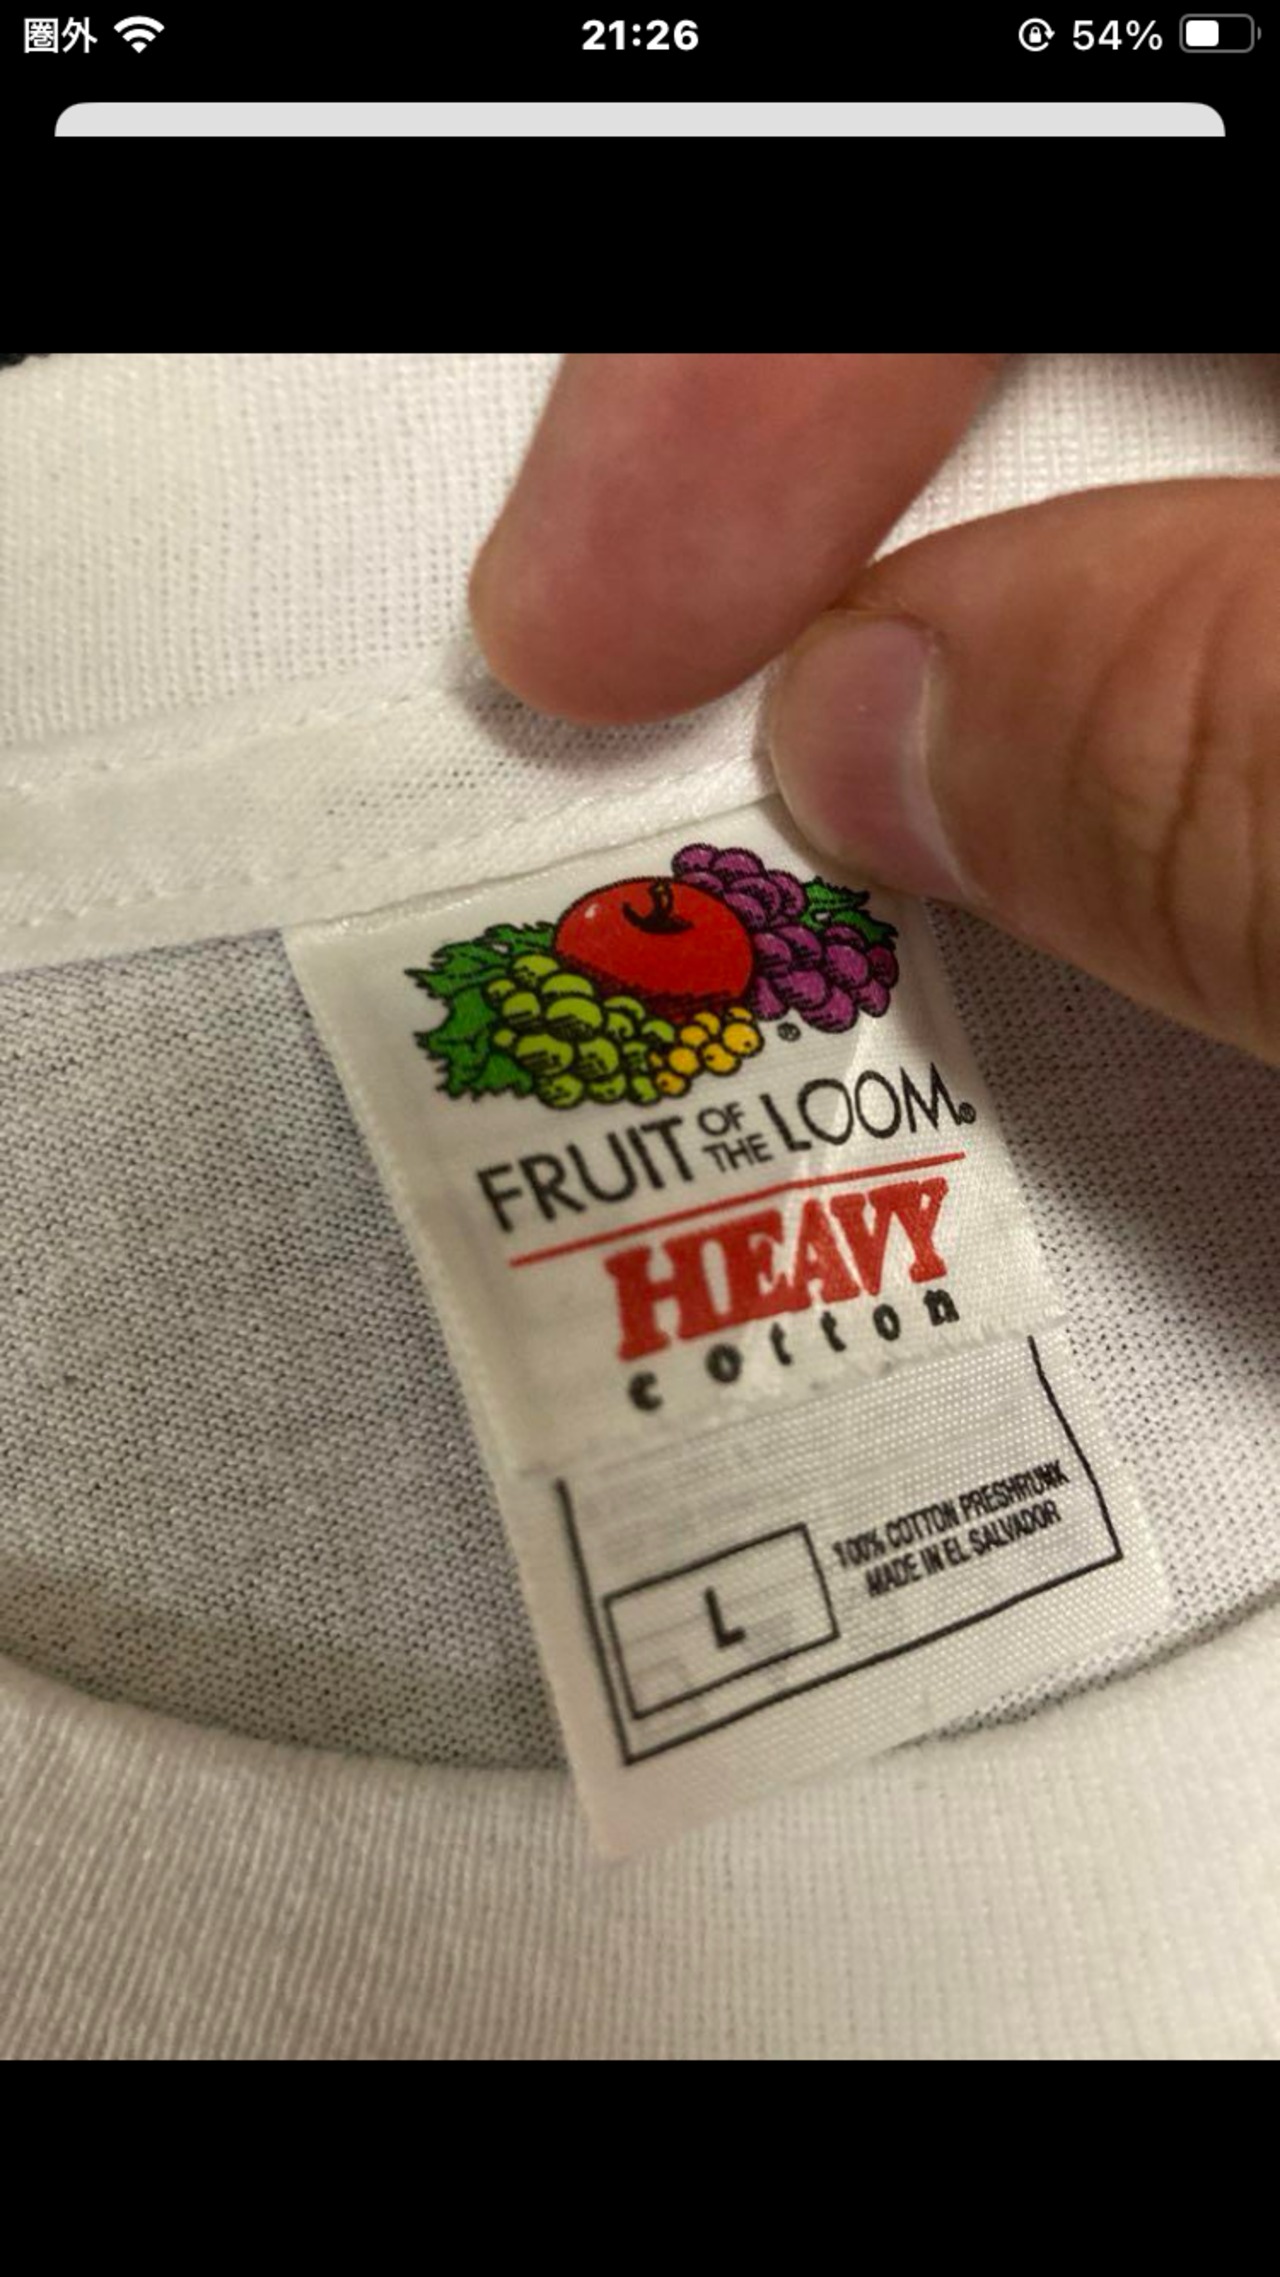 圏外 21:26 54%
®
FRUIT OF THE LOOM®
HEAVY
cotton
L
100% COTTON PRESHRUNK
MADE IN EL SALVADOR